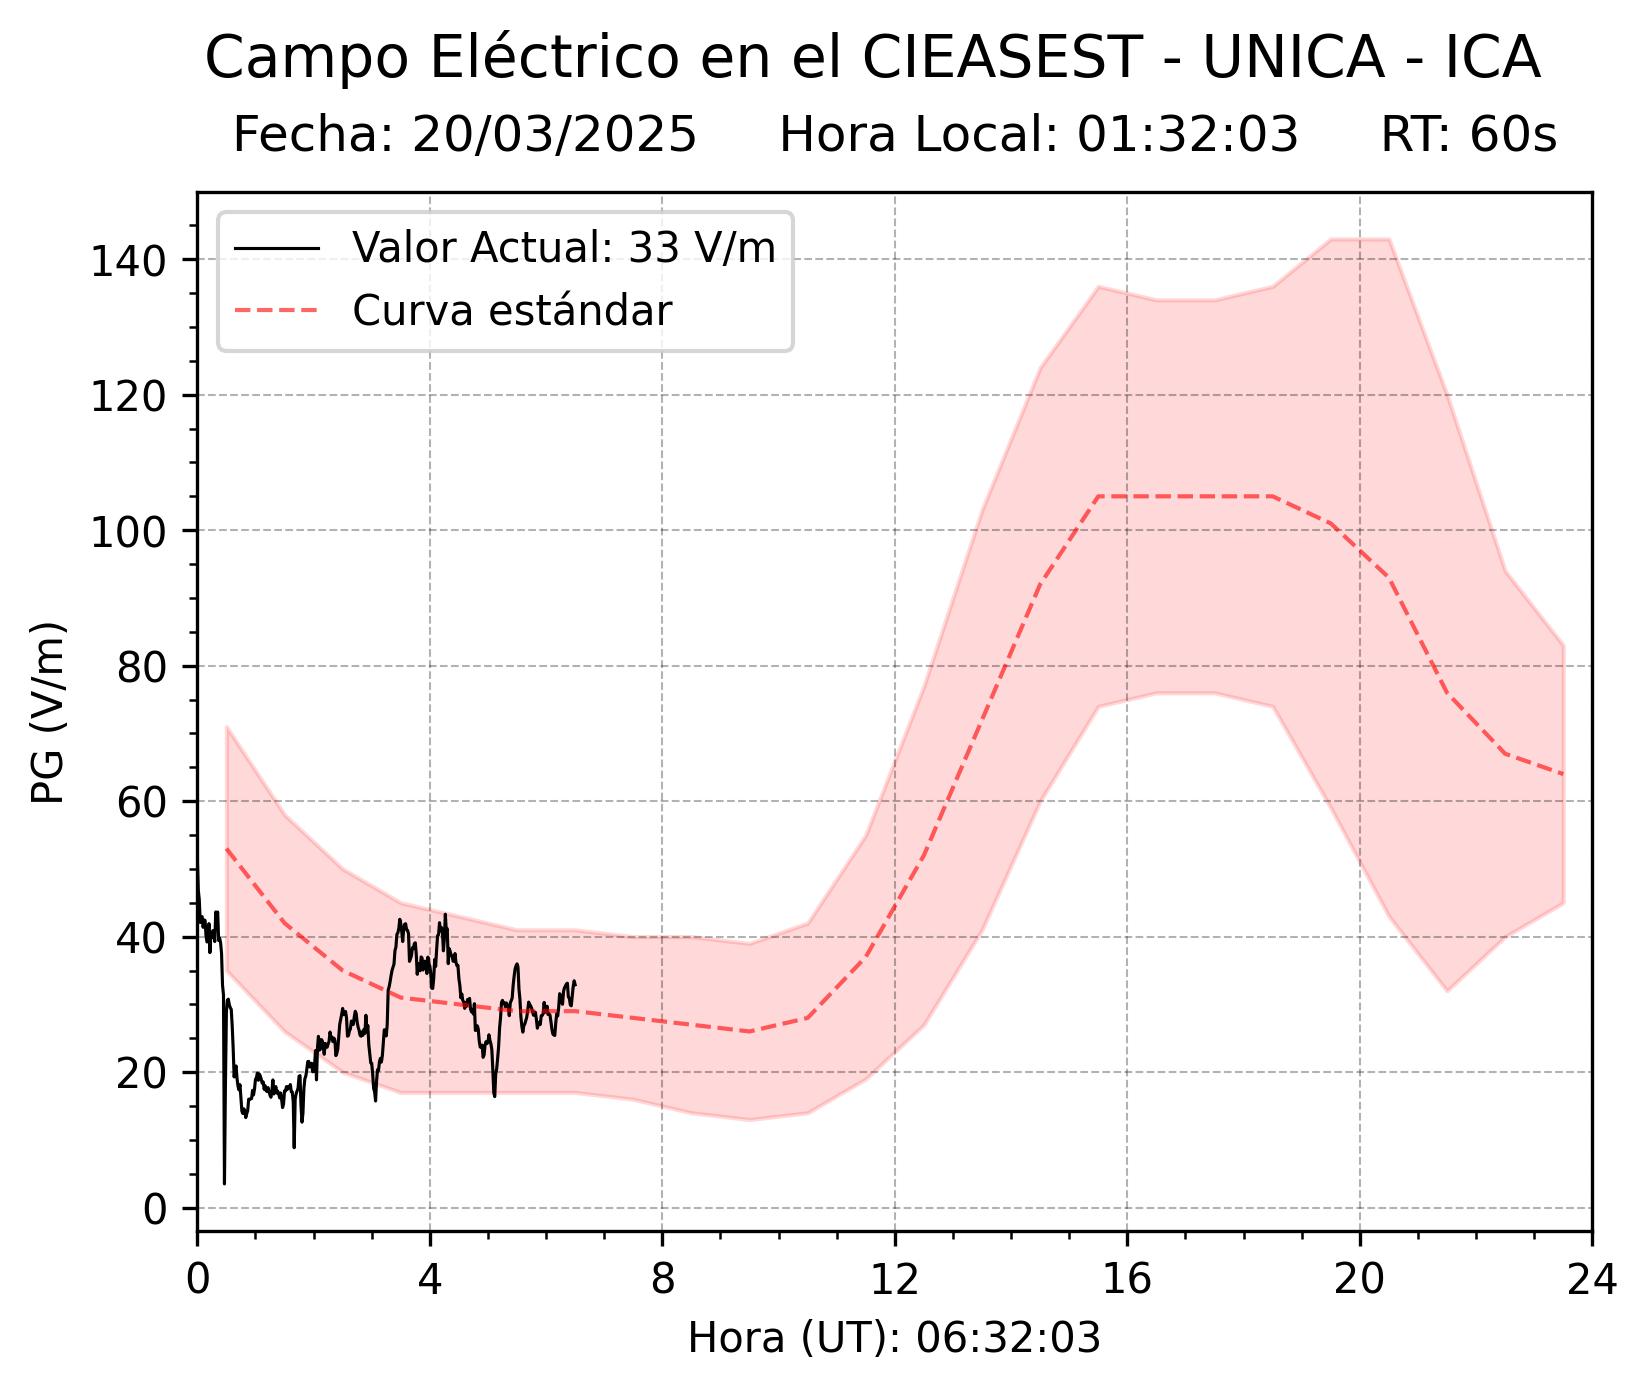 Campo Eléctrico en el CIEASEST - UNICA - ICA
Fecha: 20/03/2025 Hora Local: 01:32:03 RT: 60s
Valor Actual: 33 V/m
Curva estándar
PG (V/m)
140
120
100
80
60
40
20
0
0 4 8 12 16 20 24
Hora (UT): 06:32:03